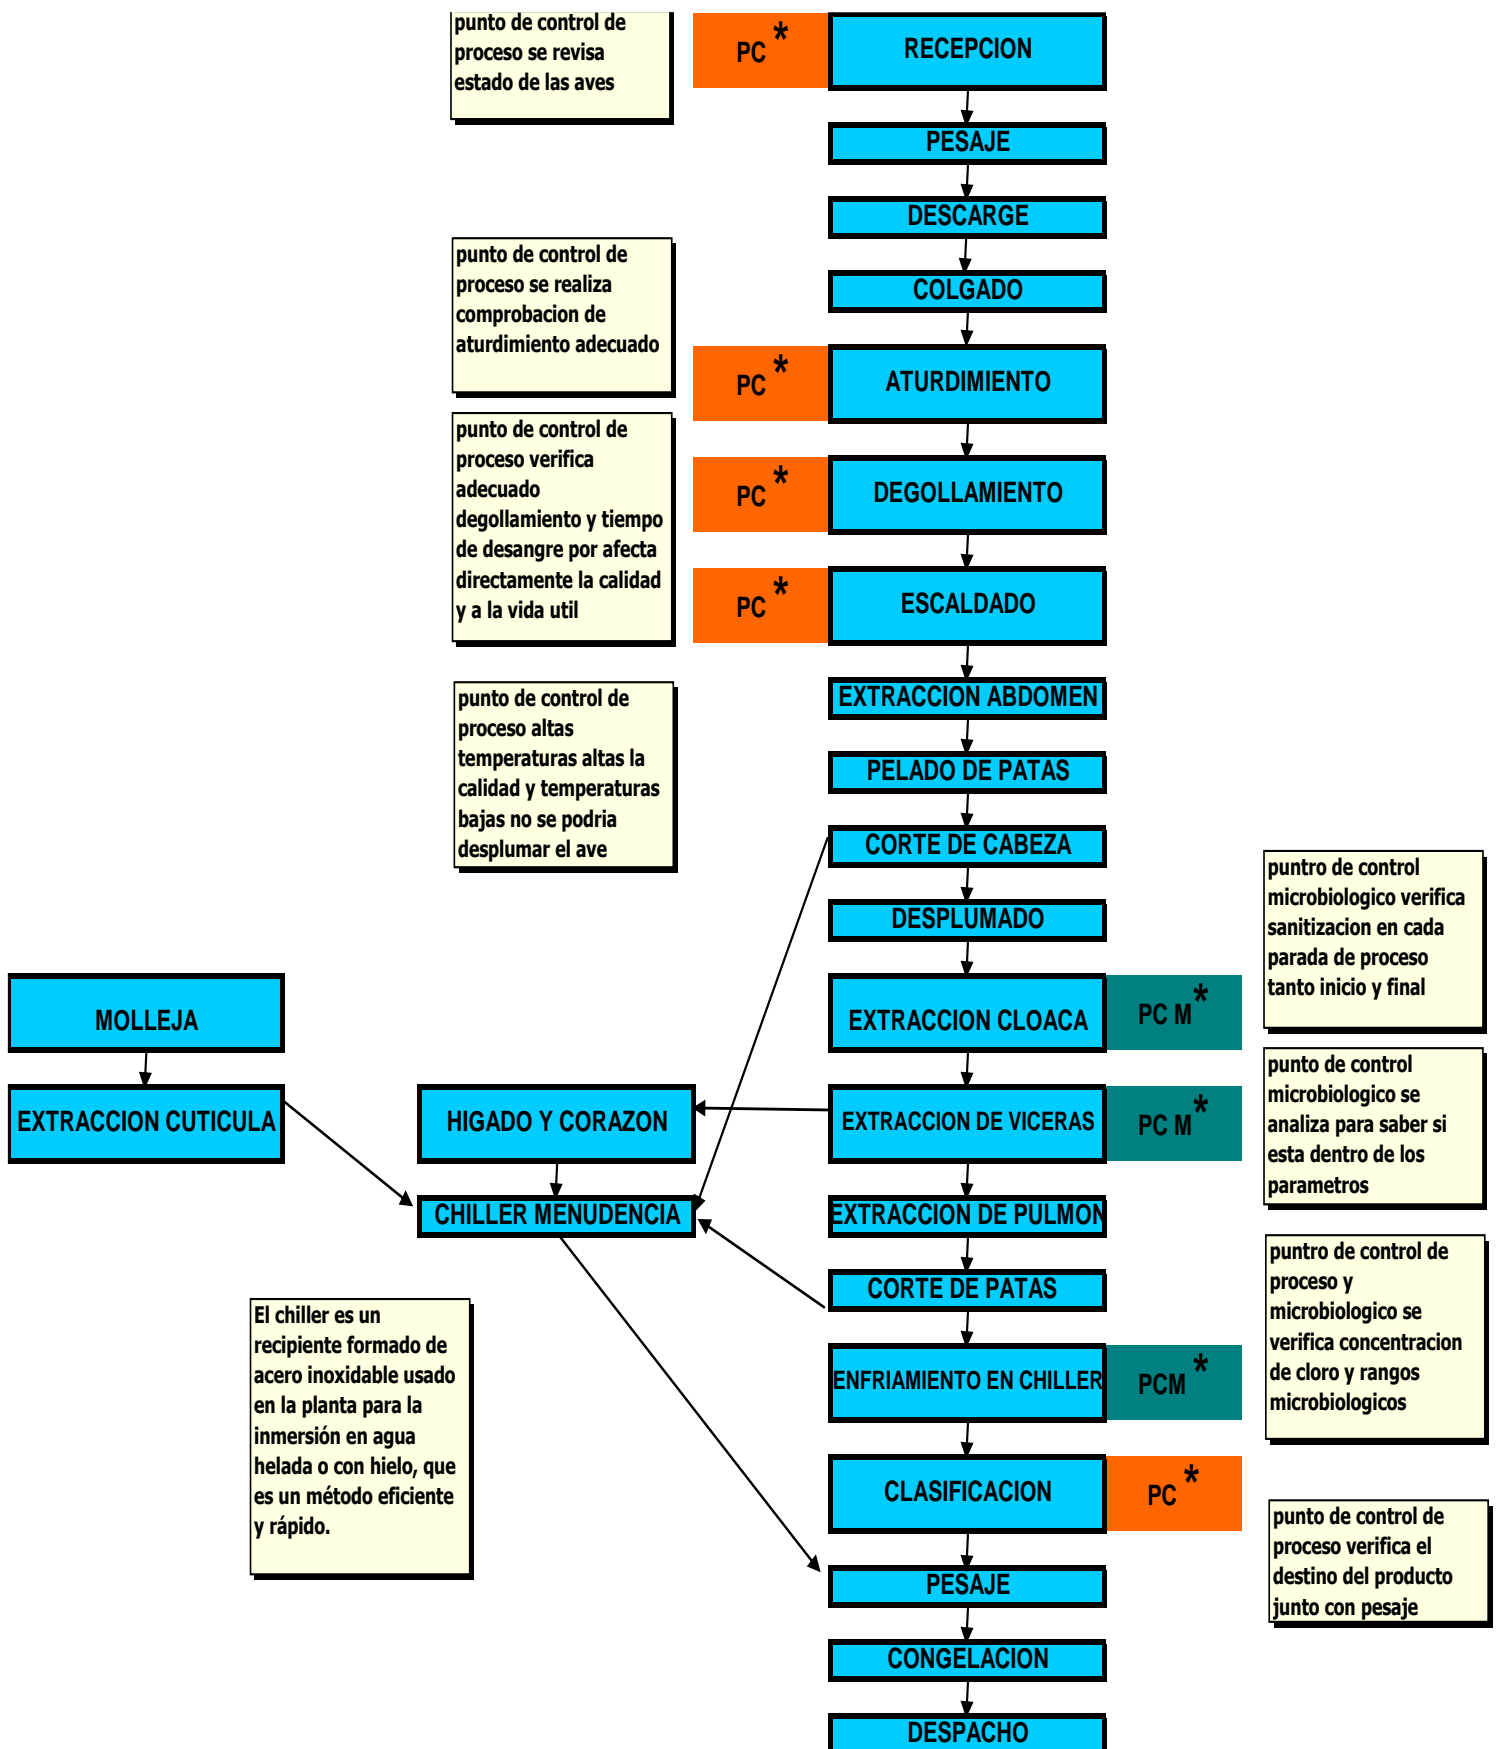 punto de control de
proceso se revisa
estado de las aves
PC *
RECEPCION
PESAJE
DESCARGE
COLGADO
punto de control de
proceso se realiza
comprobacion de
aturdimiento adecuado
PC *
ATURDIMIENTO
punto de control de
proceso verifica
adecuado
degollamiento y tiempo
de desangre por afecta
directamente la calidad
y a la vida util
PC *
DEGOLLAMIENTO
PC *
ESCALDADO
punto de control de
proceso altas
temperaturas altas la
calidad y temperaturas
bajas no se podria
desplumar el ave
EXTRACCION ABDOMEN
PELADO DE PATAS
CORTE DE CABEZA
DESPLUMADO
puntro de control
microbiologico verifica
sanitizacion en cada
parada de proceso
tanto inicio y final
EXTRACCION CLOACA
PC M *
MOLLEJA
EXTRACCION CUTICULA
HIGADO Y CORAZON
EXTRACCION DE VICERAS
PC M *
punto de control
microbiologico se
analiza para saber si
esta dentro de los
parametros
CHILLER MENUDENCIA
EXTRACCION DE PULMON
CORTE DE PATAS
puntro de control de
proceso y
microbiologico se
verifica concentracion
de cloro y rangos
microbiologicos
El chiller es un
recipiente formado de
acero inoxidable usado
en la planta para la
inmersión en agua
helada o con hielo, que
es un método eficiente
y rápido.
ENFRIAMIENTO EN CHILLER
PCM *
CLASIFICACION
PC *
punto de control de
proceso verifica el
destino del producto
junto con pesaje
PESAJE
CONGELACION
DESPACHO